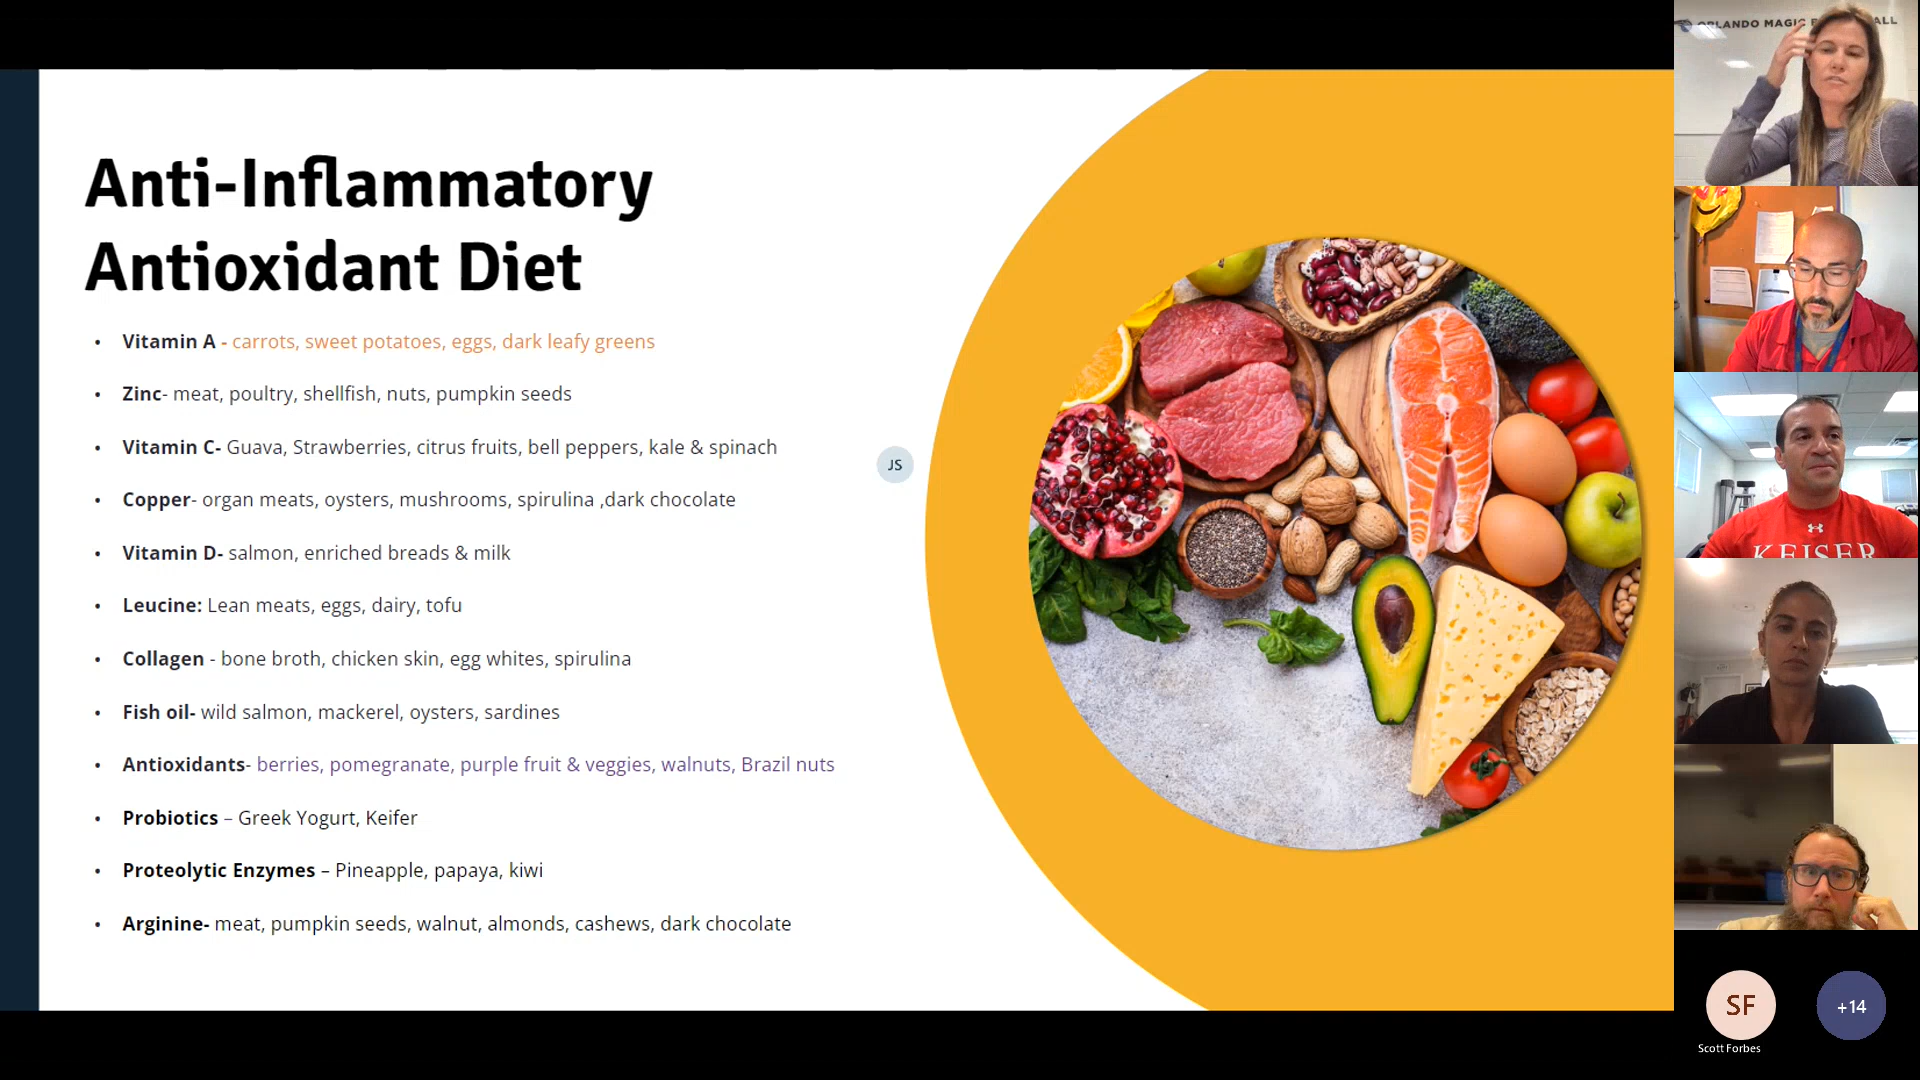 Anti-Inflammatory
Antioxidant Diet
• Vitamin A - carrots, sweet potatoes, eggs, dark leafy greens
• Zinc- meat, poultry, shellfish, nuts, pumpkin seeds
• Vitamin C- Guava, Strawberries, citrus fruits, bell peppers, kale & spinach
• Copper- organ meats, oysters, mushrooms, spirulina ,dark chocolate
• Vitamin D- salmon, enriched breads & milk
• Leucine: Lean meats, eggs, dairy, tofu
• Collagen - bone broth, chicken skin, egg whites, spirulina
• Fish oil- wild salmon, mackerel, oysters, sardines
• Antioxidants- berries, pomegranate, purple fruit & veggies, walnuts, Brazil nuts
• Probiotics – Greek Yogurt, Keifer
• Proteolytic Enzymes – Pineapple, papaya, kiwi
• Arginine- meat, pumpkin seeds, walnut, almonds, cashews, dark chocolate
JS
ORLANDO MAGIC
KEISER
SF
Scott Forbes
+14